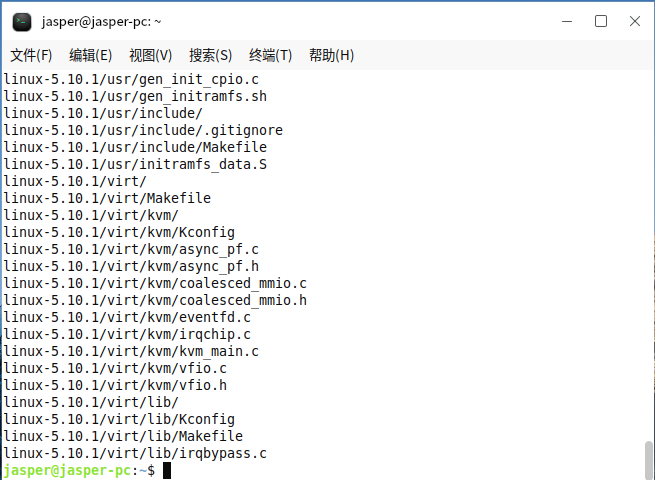 jasper@jasper-pc: ~
文件(F) 编辑(E) 视图(V) 搜索(S) 终端(T) 帮助(H)
linux-5.10.1/usr/gen_init_cpio.c
linux-5.10.1/usr/gen_initramfs.sh
linux-5.10.1/usr/include/
linux-5.10.1/usr/include/.gitignore
linux-5.10.1/usr/include/Makefile
linux-5.10.1/usr/initramfs_data.S
linux-5.10.1/virt/
linux-5.10.1/virt/Makefile
linux-5.10.1/virt/kvm/
linux-5.10.1/virt/kvm/Kconfig
linux-5.10.1/virt/kvm/async_pf.c
linux-5.10.1/virt/kvm/async_pf.h
linux-5.10.1/virt/kvm/coalesced_mmio.c
linux-5.10.1/virt/kvm/coalesced_mmio.h
linux-5.10.1/virt/kvm/eventfd.c
linux-5.10.1/virt/kvm/irqchip.c
linux-5.10.1/virt/kvm/kvm_main.c
linux-5.10.1/virt/kvm/vfio.c
linux-5.10.1/virt/kvm/vfio.h
linux-5.10.1/virt/lib/
linux-5.10.1/virt/lib/Kconfig
linux-5.10.1/virt/lib/Makefile
linux-5.10.1/virt/lib/irqbypass.c
jasper@jasper-pc:~$